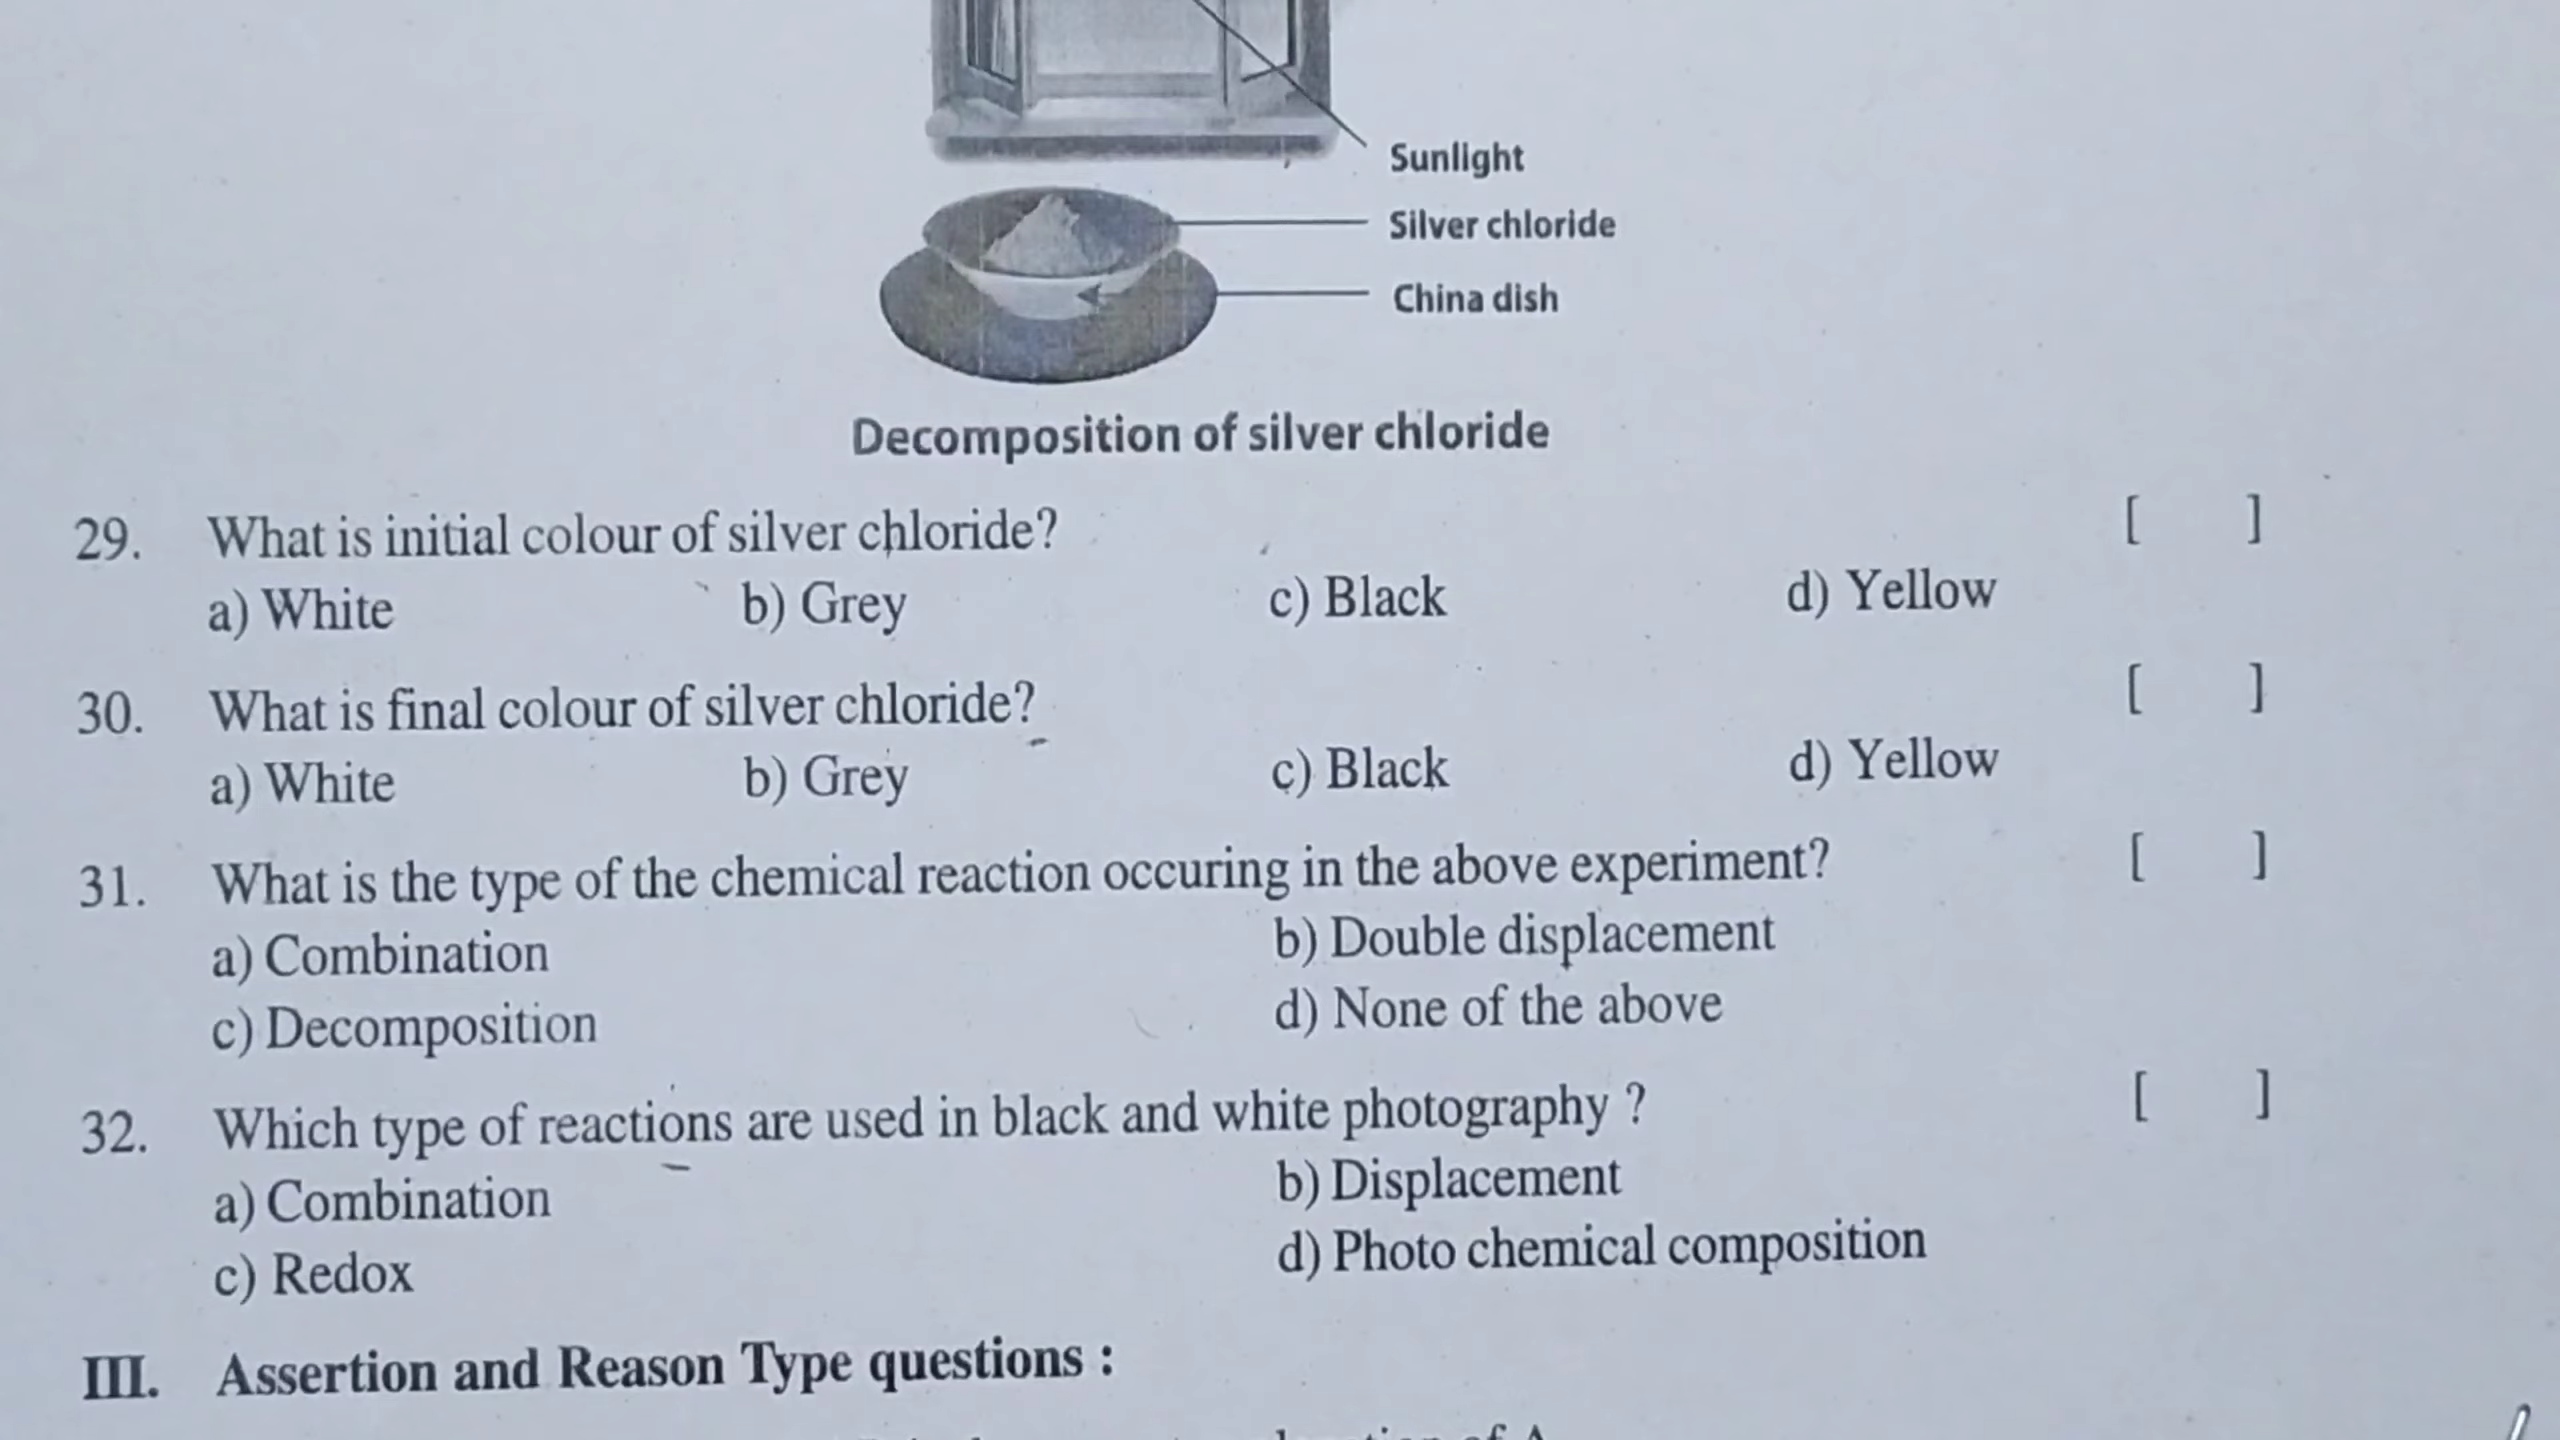 Sunlight
Silver chloride
China dish
Decomposition of silver chloride
29. What is initial colour of silver chloride? [ ]
a) White b) Grey c) Black d) Yellow
30. What is final colour of silver chloride? [ ]
a) White b) Grey c) Black d) Yellow
31. What is the type of the chemical reaction occuring in the above experiment? [ ]
a) Combination b) Double displacement
c) Decomposition d) None of the above
32. Which type of reactions are used in black and white photography ? [ ]
a) Combination b) Displacement
c) Redox d) Photo chemical composition
III. Assertion and Reason Type questions :